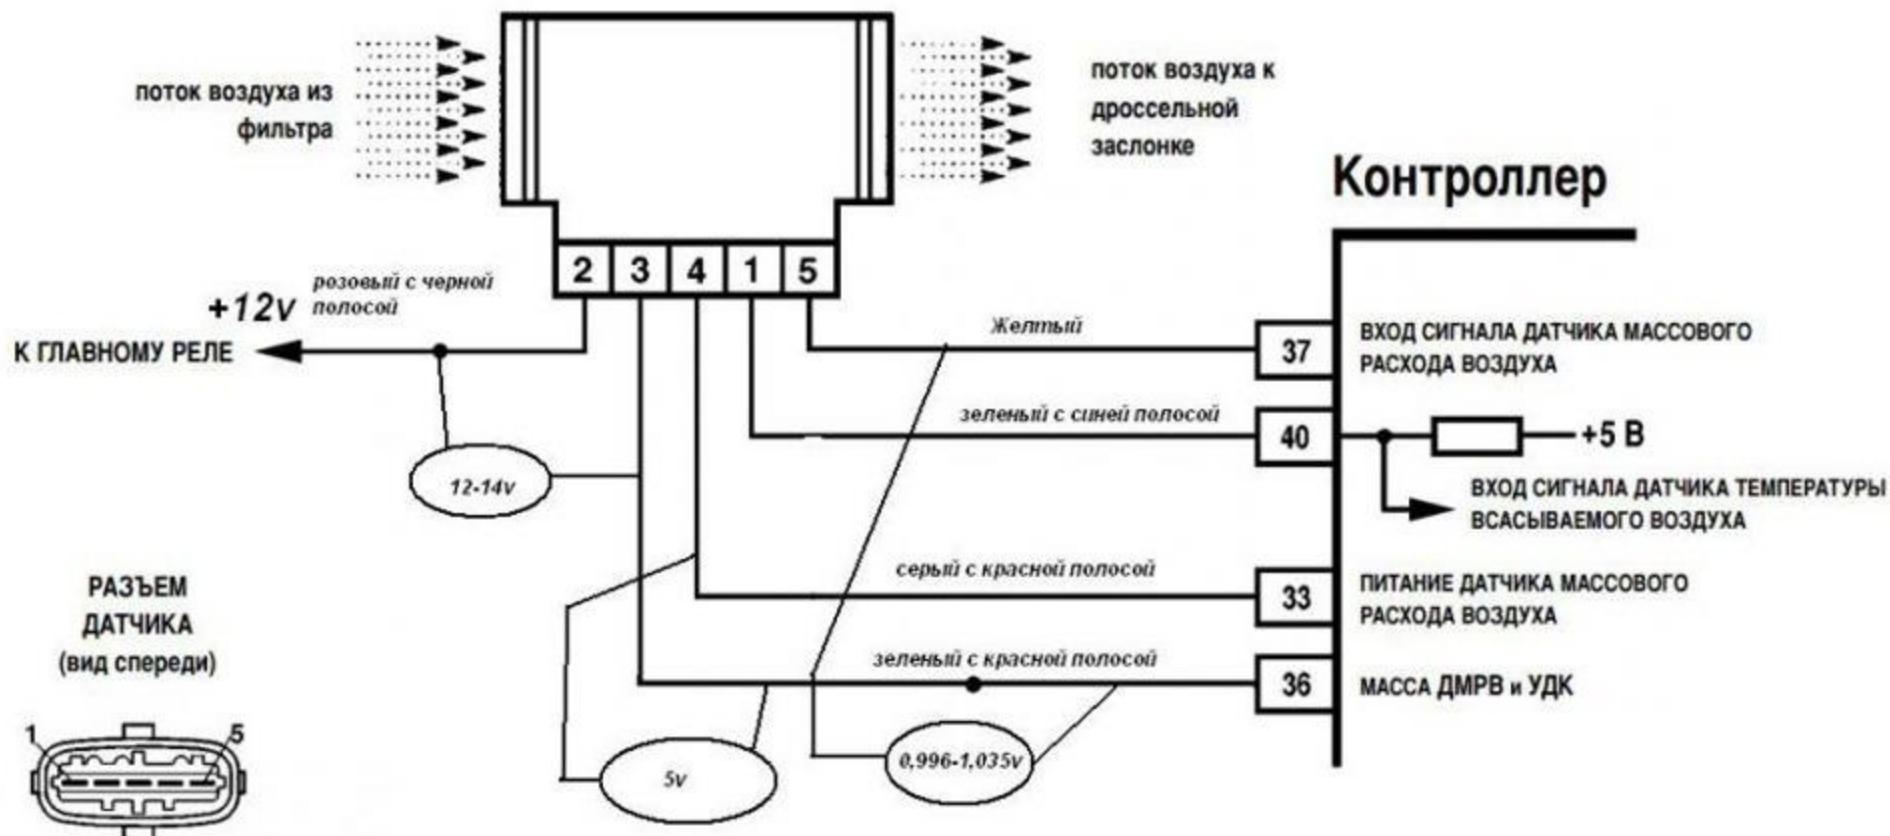 поток воздуха из
фильтра
поток воздуха к
дроссельной
заслонке
Контроллер
2 3 4 1 5
розовый с черной
полосой
+12v
К ГЛАВНОМУ РЕЛЕ
Желтый
37
ВХОД СИГНАЛА ДАТЧИКА МАССОВОГО
РАСХОДА ВОЗДУХА
зеленый с синей полосой
40
+5 В
ВХОД СИГНАЛА ДАТЧИКА ТЕМПЕРАТУРЫ
ВСАСЫВАЕМОГО ВОЗДУХА
12-14v
серый с красной полосой
33
ПИТАНИЕ ДАТЧИКА МАССОВОГО
РАСХОДА ВОЗДУХА
зеленый с красной полосой
36
МАССА ДМРВ и УДК
5v
0,996-1,035v
РАЗЪЕМ
ДАТЧИКА
(вид спереди)
1 5